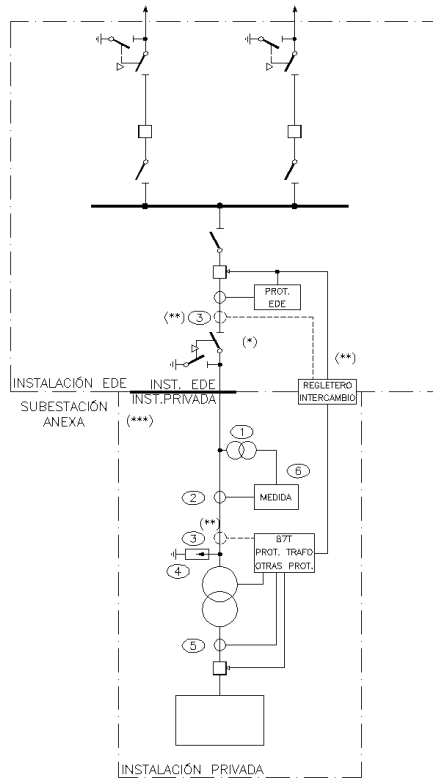 PROT.
EDE
(**) 3
(*)
(**)
INSTALACIÓN EDE
INST. EDE
REGLETERO
INTERCAMBIO
SUBESTACIÓN
ANEXA
INST.PRIVADA
(***)
1
6
2
MEDIDA
(**)
3
87T
PROT. TRAFO
OTRAS PROT.
4
5
INSTALACIÓN PRIVADA